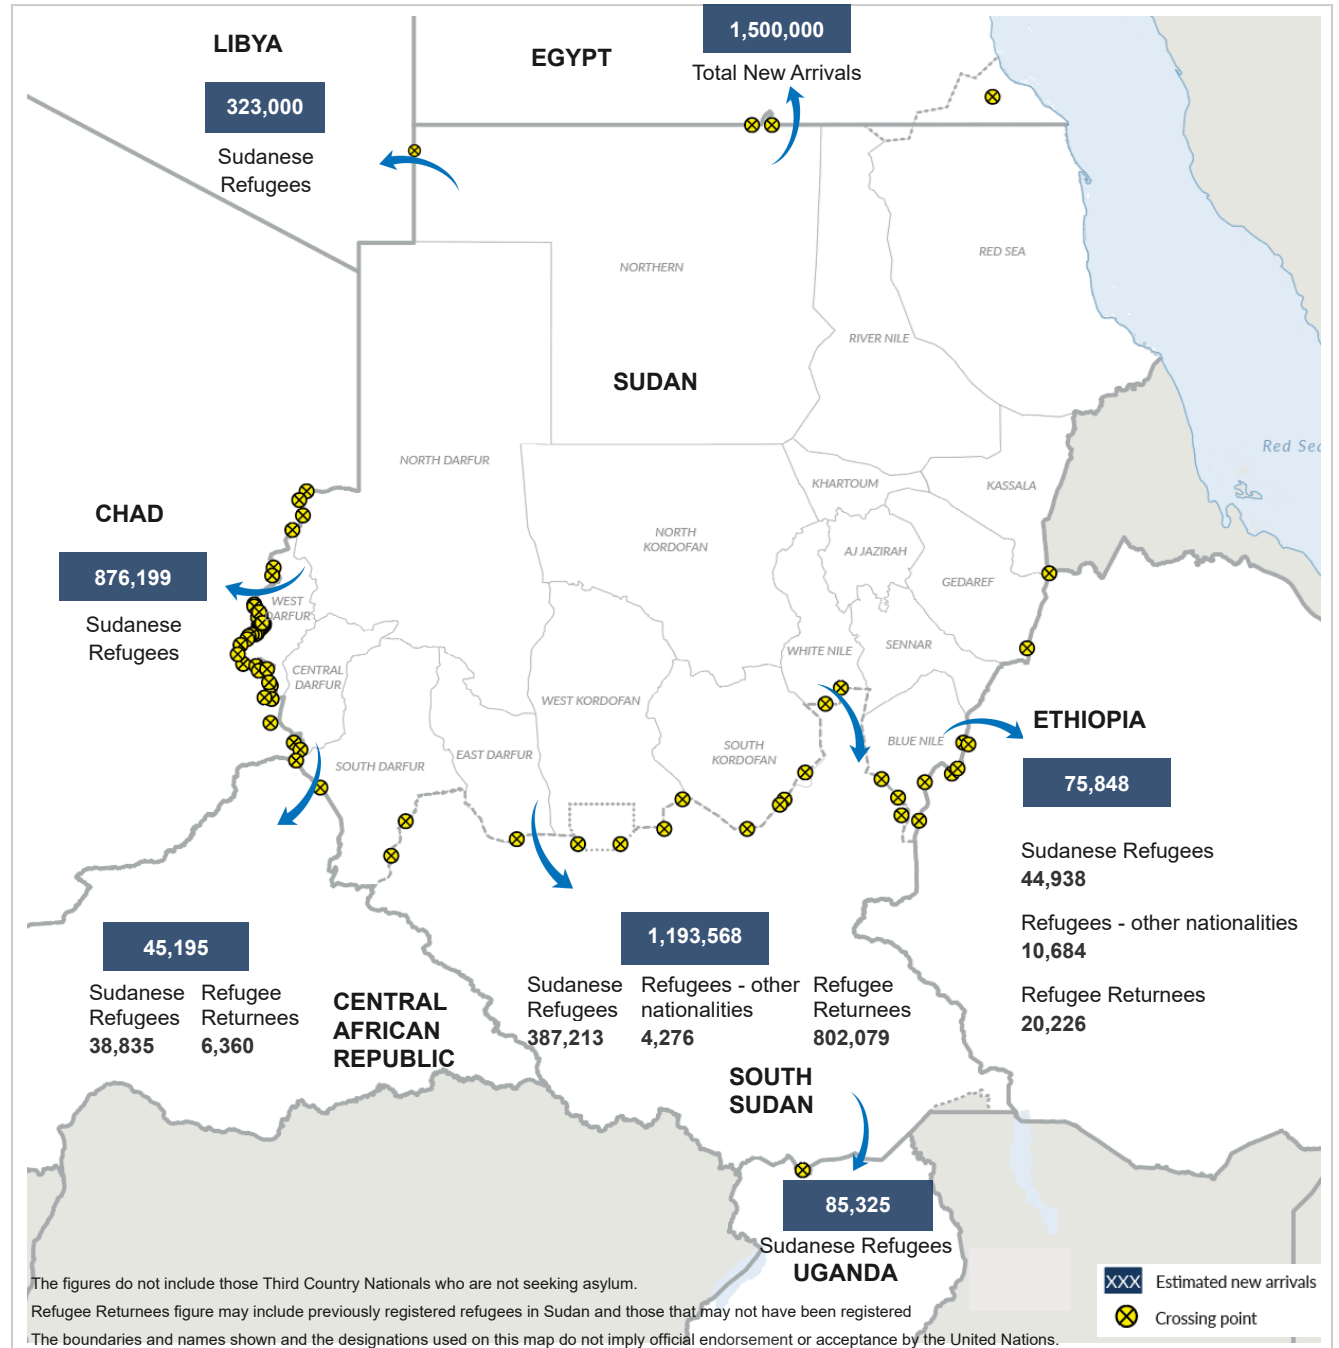 LIBYA
323,000
Sudanese
Refugees
EGYPT
1,500,000
Total New Arrivals
NORTHERN
RED SEA
RIVER NILE
SUDAN
NORTH DARFUR
Red Sea
KHARTOUM
KASSALA
CHAD
876,199
Sudanese
Refugees
NORTH
KORDOFAN
AJ JAZIRAH
GEDAREF
WEST
DARFUR
WHITE NILE
SENNAR
CENTRAL
DARFUR
WEST KORDOFAN
SOUTH
KORDOFAN
BLUE NILE
EAST DARFUR
SOUTH DARFUR
ETHIOPIA
75,848
Sudanese Refugees
44,938
Refugees - other nationalities
10,684
Refugee Returnees
20,226
45,195
Sudanese
Refugees
38,835
Refugee
Returnees
6,360
CENTRAL
AFRICAN
REPUBLIC
1,193,568
Sudanese
Refugees
387,213
Refugees - other
nationalities
4,276
Refugee
Returnees
802,079
SOUTH
SUDAN
85,325
Sudanese Refugees
UGANDA
The figures do not include those Third Country Nationals who are not seeking asylum.
Refugee Returnees figure may include previously registered refugees in Sudan and those that may not have been registered
The boundaries and names shown and the designations used on this map do not imply official endorsement or acceptance by the United Nations.
XXX Estimated new arrivals
Crossing point